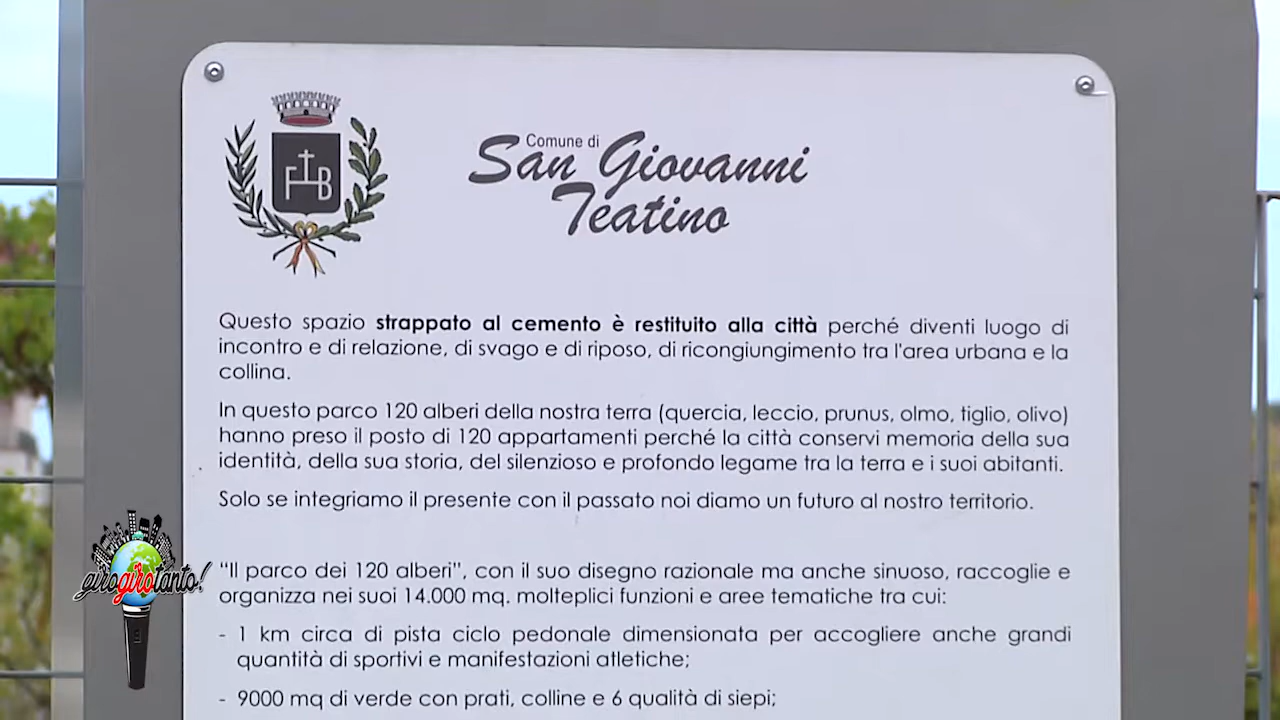 FHB
Comune di
San Giovanni
Teatino
Questo spazio strappato al cemento è restituito alla città perché diventi luogo di
incontro e di relazione, di svago e di riposo, di ricongiungimento tra l'area urbana e la
collina.
In questo parco 120 alberi della nostra terra (quercia, leccio, prunus, olmo, tiglio, olivo)
hanno preso il posto di 120 appartamenti perché la città conservi memoria della sua
identità, della sua storia, del silenzioso e profondo legame tra la terra e i suoi abitanti.
Solo se integriamo il presente con il passato noi diamo un futuro al nostro territorio.
"Il parco dei 120 alberi", con il suo disegno razionale ma anche sinuoso, raccoglie e
organizza nei suoi 14.000 mq. molteplici funzioni e aree tematiche tra cui:
- 1 km circa di pista ciclo pedonale dimensionata per accogliere anche grandi
quantità di sportivi e manifestazioni atletiche;
- 9000 mq di verde con prati, colline e 6 qualità di siepi;
girogirotanto!